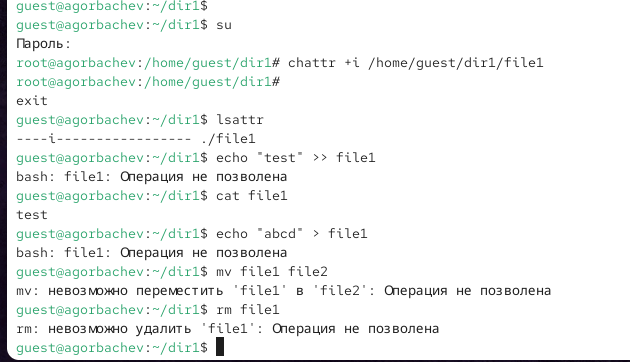 guest@agorbachev:~/dir1$
guest@agorbachev:~/dir1$ su
Пароль:
root@agorbachev:/home/guest/dir1# chattr +i /home/guest/dir1/file1
root@agorbachev:/home/guest/dir1#
exit
guest@agorbachev:~/dir1$ lsattr
----i----------------- ./file1
guest@agorbachev:~/dir1$ echo "test" >> file1
bash: file1: Операция не позволена
guest@agorbachev:~/dir1$ cat file1
test
guest@agorbachev:~/dir1$ echo "abcd" > file1
bash: file1: Операция не позволена
guest@agorbachev:~/dir1$ mv file1 file2
mv: невозможно переместить 'file1' в 'file2': Операция не позволена
guest@agorbachev:~/dir1$ rm file1
rm: невозможно удалить 'file1': Операция не позволена
guest@agorbachev:~/dir1$